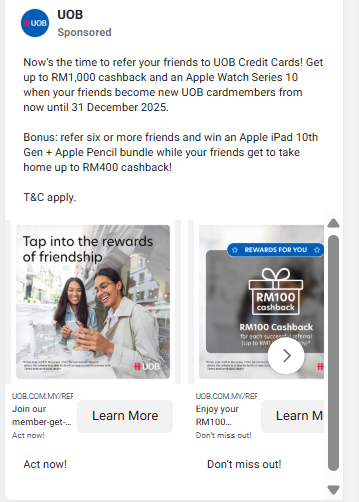 UOB
UOB
Sponsored
Now's the time to refer your friends to UOB Credit Cards! Get
up to RM1,000 cashback and an Apple Watch Series 10
when your friends become new UOB cardmembers from
now until 31 December 2025.
Bonus: refer six or more friends and win an Apple iPad 10th
Gen + Apple Pencil bundle while your friends get to take
home up to RM400 cashback!
T&C apply.
Tap into the rewards
of friendship
UOB
REWARDS FOR YOU
RM100
cashback
RM100 Cashback
for each successful referral
UOB
UOB.COM.MY/REF
Join our
member-get-...
Act now!
Learn More
UOB.COM.MY/REF
Enjoy your
RM100...
Don't miss out!
Learn M
Act now!
Don't miss out!